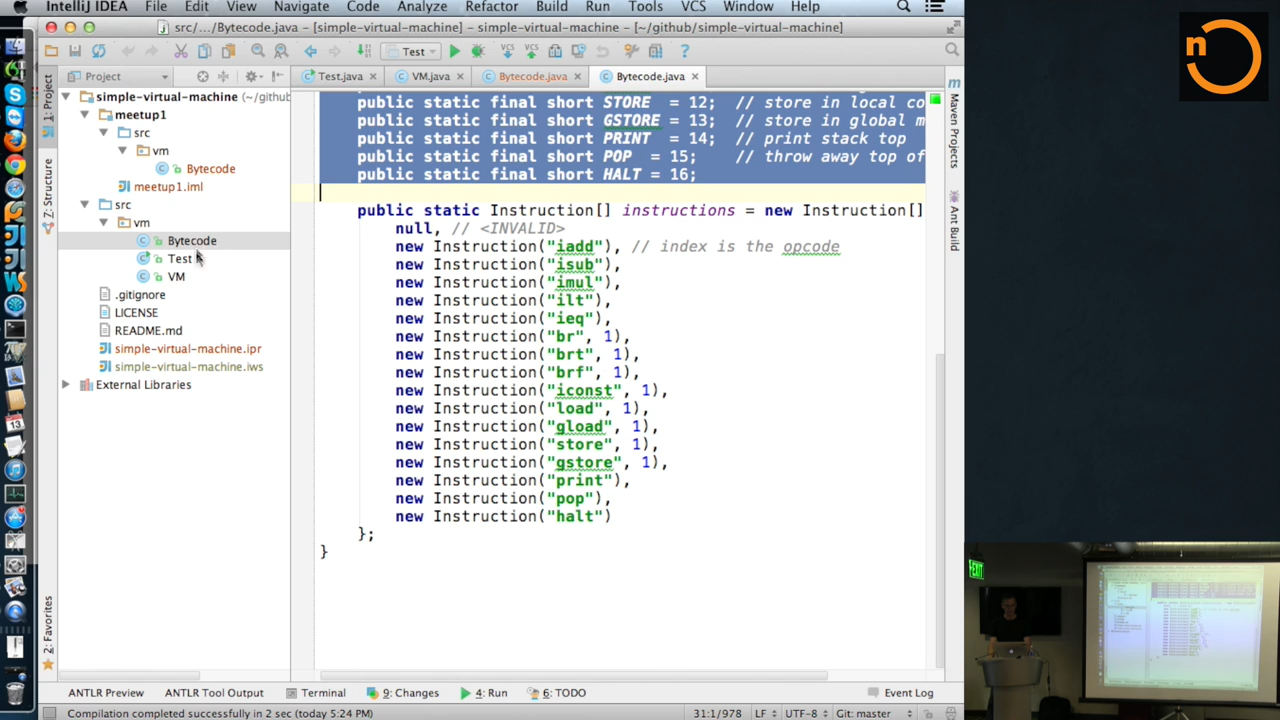 IntelliJ IDEA File Edit View Navigate Code Analyze Refactor Build Run Tools VCS Window Help
src/.../Bytecode.java - [simple-virtual-machine] - simple-virtual-machine - [~/github/simple-virtual-machine]
Test
VCS VCS
Project
Test.java VM.java Bytecode.java Bytecode.java
1: Project
7: Structure
2: Favorites
simple-virtual-machine (~/github
meetup1
src
vm
Bytecode
meetup1.iml
src
vm
Bytecode
Test
VM
.gitignore
LICENSE
README.md
simple-virtual-machine.ipr
simple-virtual-machine.iws
External Libraries
public static final short STORE = 12; // store in local co
public static final short GSTORE = 13; // store in global m
public static final short PRINT = 14; // print stack top
public static final short POP = 15; // throw away top of
public static final short HALT = 16;
public static Instruction[] instructions = new Instruction[]
null, // <INVALID>
new Instruction("iadd"), // index is the opcode
new Instruction("isub"),
new Instruction("imul"),
new Instruction("ilt"),
new Instruction("ieq"),
new Instruction("br", 1),
new Instruction("brt", 1),
new Instruction("brf", 1),
new Instruction("iconst", 1),
new Instruction("load", 1),
new Instruction("gload", 1),
new Instruction("store", 1),
new Instruction("gstore", 1),
new Instruction("print"),
new Instruction("pop"),
new Instruction("halt")
};
}
Maven Projects
Ant Build
ANTLR Preview ANTLR Tool Output Terminal 9: Changes 4: Run 6: TODO Event Log
Compilation completed successfully in 2 sec (today 5:24 PM) 31:1/978 LF UTF-8 Git: master
n
EXIT